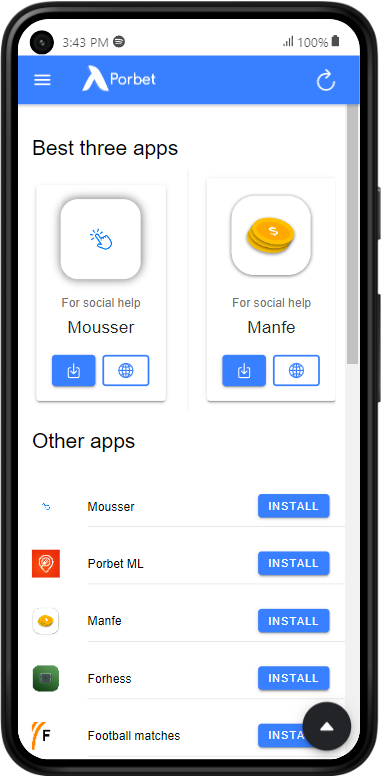 3:43 PM 100%
Porbet
Best three apps
For social help
Mousser
For social help
Manfe
Other apps
Mousser INSTALL
Porbet ML INSTALL
Manfe INSTALL
Forhess INSTALL
F Football matches INSTA